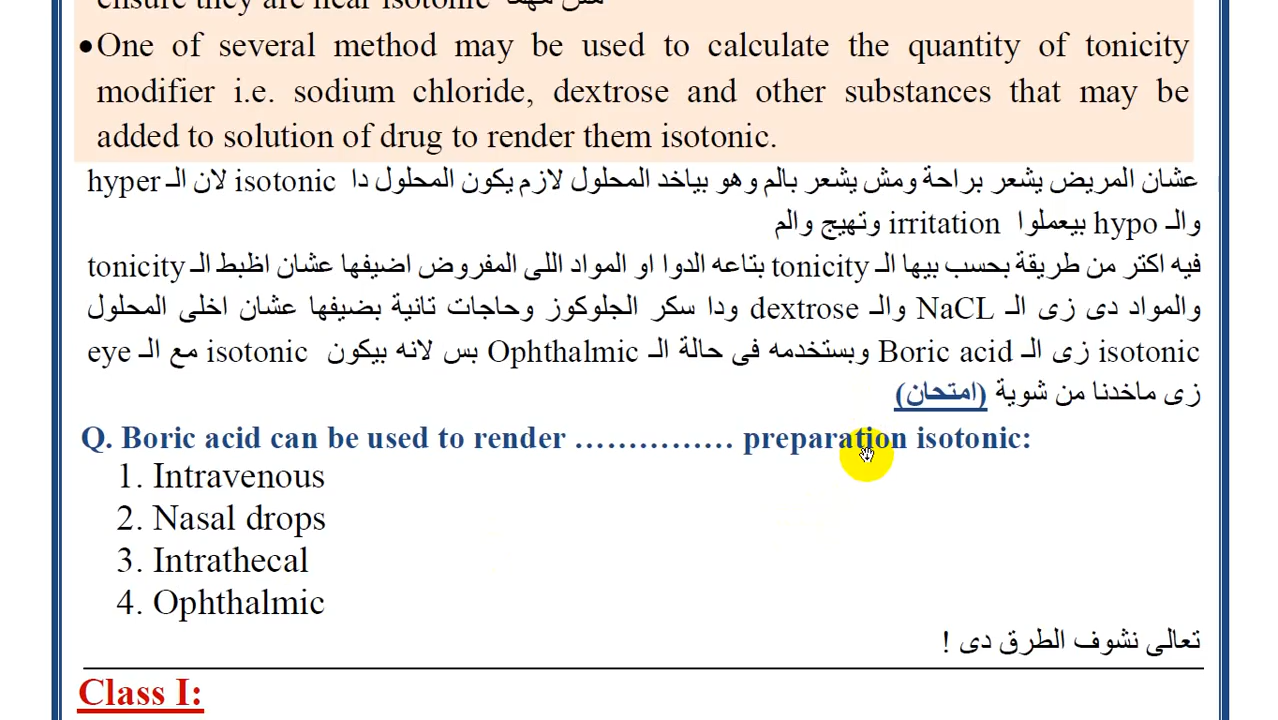 ensure they are near isotonic مش مهما
•One of several method may be used to calculate the quantity of tonicity
modifier i.e. sodium chloride, dextrose and other substances that may be
added to solution of drug to render them isotonic.
عشان المريض يشعر براحة ومش يشعر بالم وهو بياخد المحلول لازم يكون المحلول دا isotonic لان الـ hyper
والـ hypo بيعملوا irritation وتهيج والم
فيه اكتر من طريقة بحسب بيها الـ tonicity بتاعه الدوا او المواد اللى المفروض اضيفها عشان اظبط الـ tonicity
والمواد دى زى الـ NaCL والـ dextrose ودا سكر الجلوكوز وحاجات تانية بضيفها عشان اخلى المحلول
isotonic زى الـ Boric acid وبستخدمه فى حالة الـ Ophthalmic بس لانه بيكون isotonic مع الـ eye
زى ماخدنا من شوية (امتحان)
Q. Boric acid can be used to render …………… preparation isotonic:
1. Intravenous
2. Nasal drops
3. Intrathecal
4. Ophthalmic
تعالى نشوف الطرق دى !
Class I: